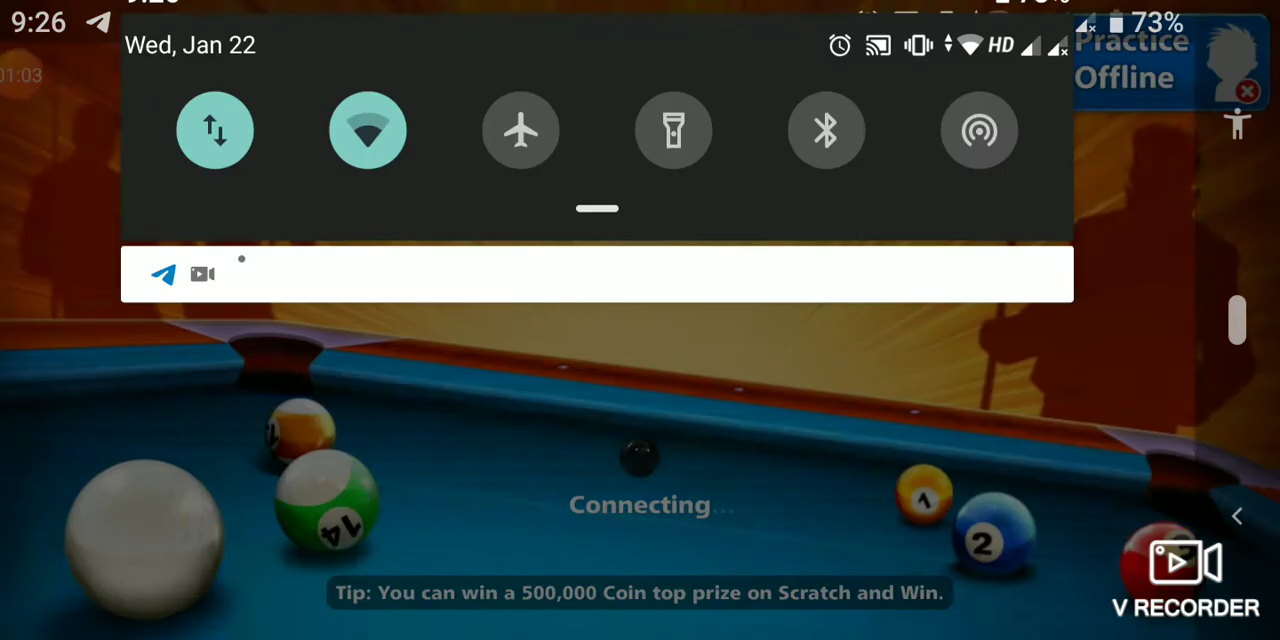 9:26
73%
Wed, Jan 22
HD
Practice
Offline
01:03
14
1
2
Connecting...
Tip: You can win a 500,000 Coin top prize on Scratch and Win.
V RECORDER